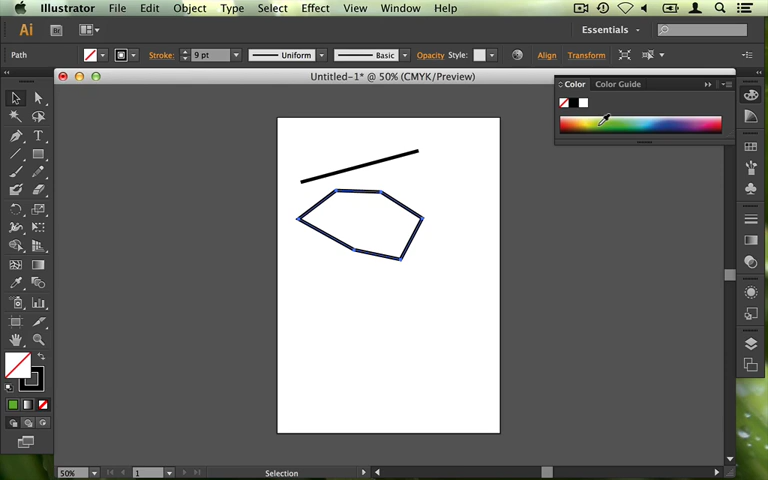 Illustrator File Edit Object Type Select Effect View Window Help
Ai Br Essentials
Path Stroke: 9 pt Uniform Basic Opacity Style: Align Transform
Untitled-1* @ 50% (CMYK/Preview)
Color Color Guide
T
50% 1 Selection